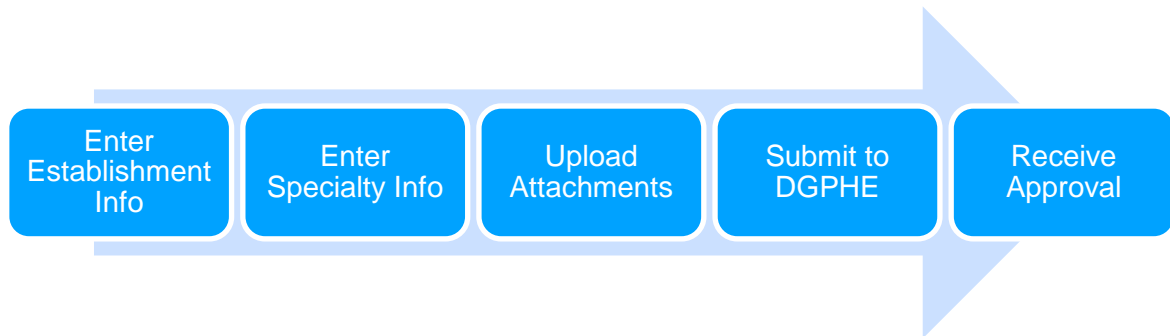 Enter
Establishment
Info
Enter
Specialty Info
Upload
Attachments
Submit to
DGPHE
Receive
Approval